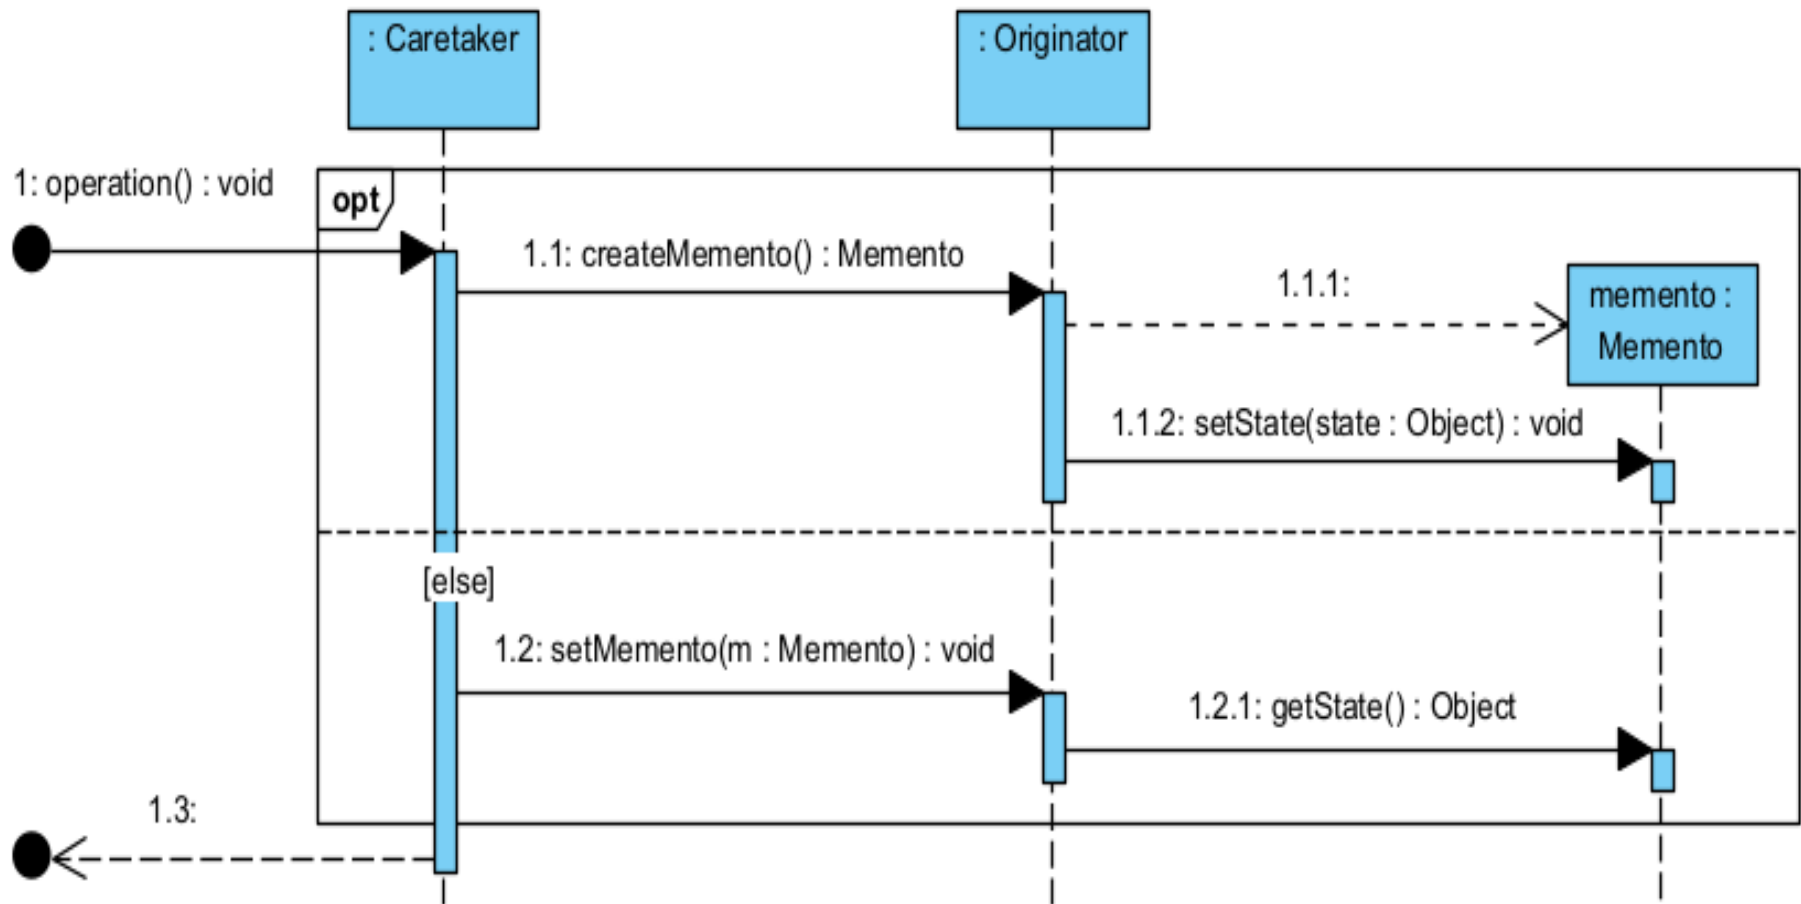 : Caretaker
: Originator
1: operation() : void
opt
1.1: createMemento() : Memento
1.1.1:
memento :
Memento
1.1.2: setState(state : Object) : void
[else]
1.2: setMemento(m : Memento) : void
1.2.1: getState() : Object
1.3: